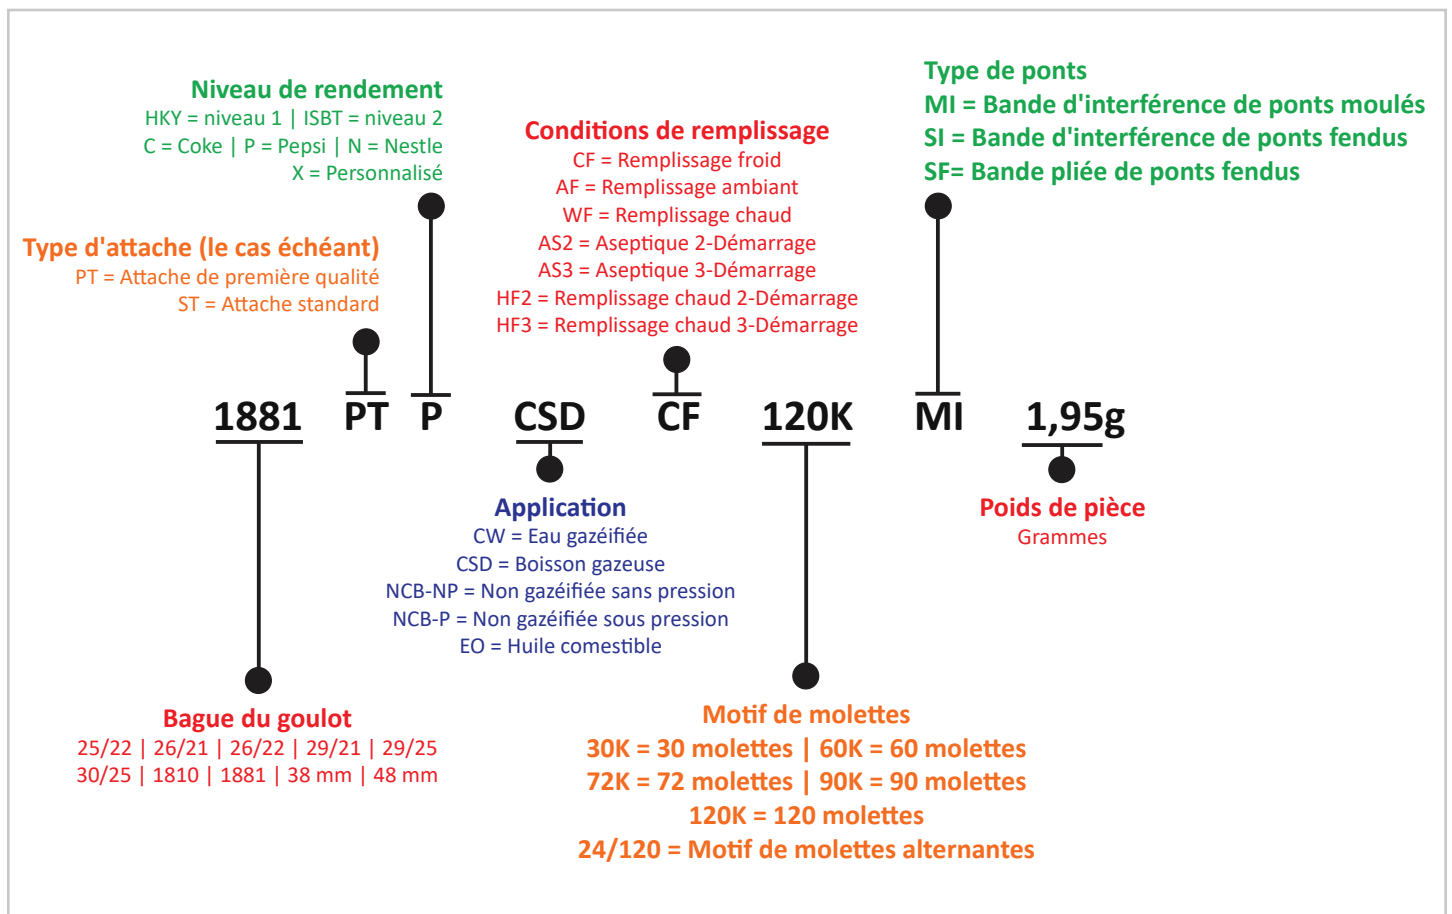 Niveau de rendement
HKY = niveau 1 | ISBT = niveau 2
C = Coke | P = Pepsi | N = Nestle
X = Personnalisé
Type d'attache (le cas échéant)
PT = Attache de première qualité
ST = Attache standard
Conditions de remplissage
CF = Remplissage froid
AF = Remplissage ambiant
WF = Remplissage chaud
AS2 = Aseptique 2-Démarrage
AS3 = Aseptique 3-Démarrage
HF2 = Remplissage chaud 2-Démarrage
HF3 = Remplissage chaud 3-Démarrage
Type de ponts
MI = Bande d'interférence de ponts moulés
SI = Bande d'interférence de ponts fendus
SF= Bande pliée de ponts fendus
1881 PT P CSD CF 120K MI 1,95g
Application
CW = Eau gazéifiée
CSD = Boisson gazeuse
NCB-NP = Non gazéifiée sans pression
NCB-P = Non gazéifiée sous pression
EO = Huile comestible
Poids de pièce
Grammes
Bague du goulot
25/22 | 26/21 | 26/22 | 29/21 | 29/25
30/25 | 1810 | 1881 | 38 mm | 48 mm
Motif de molettes
30K = 30 molettes | 60K = 60 molettes
72K = 72 molettes | 90K = 90 molettes
120K = 120 molettes
24/120 = Motif de molettes alternantes